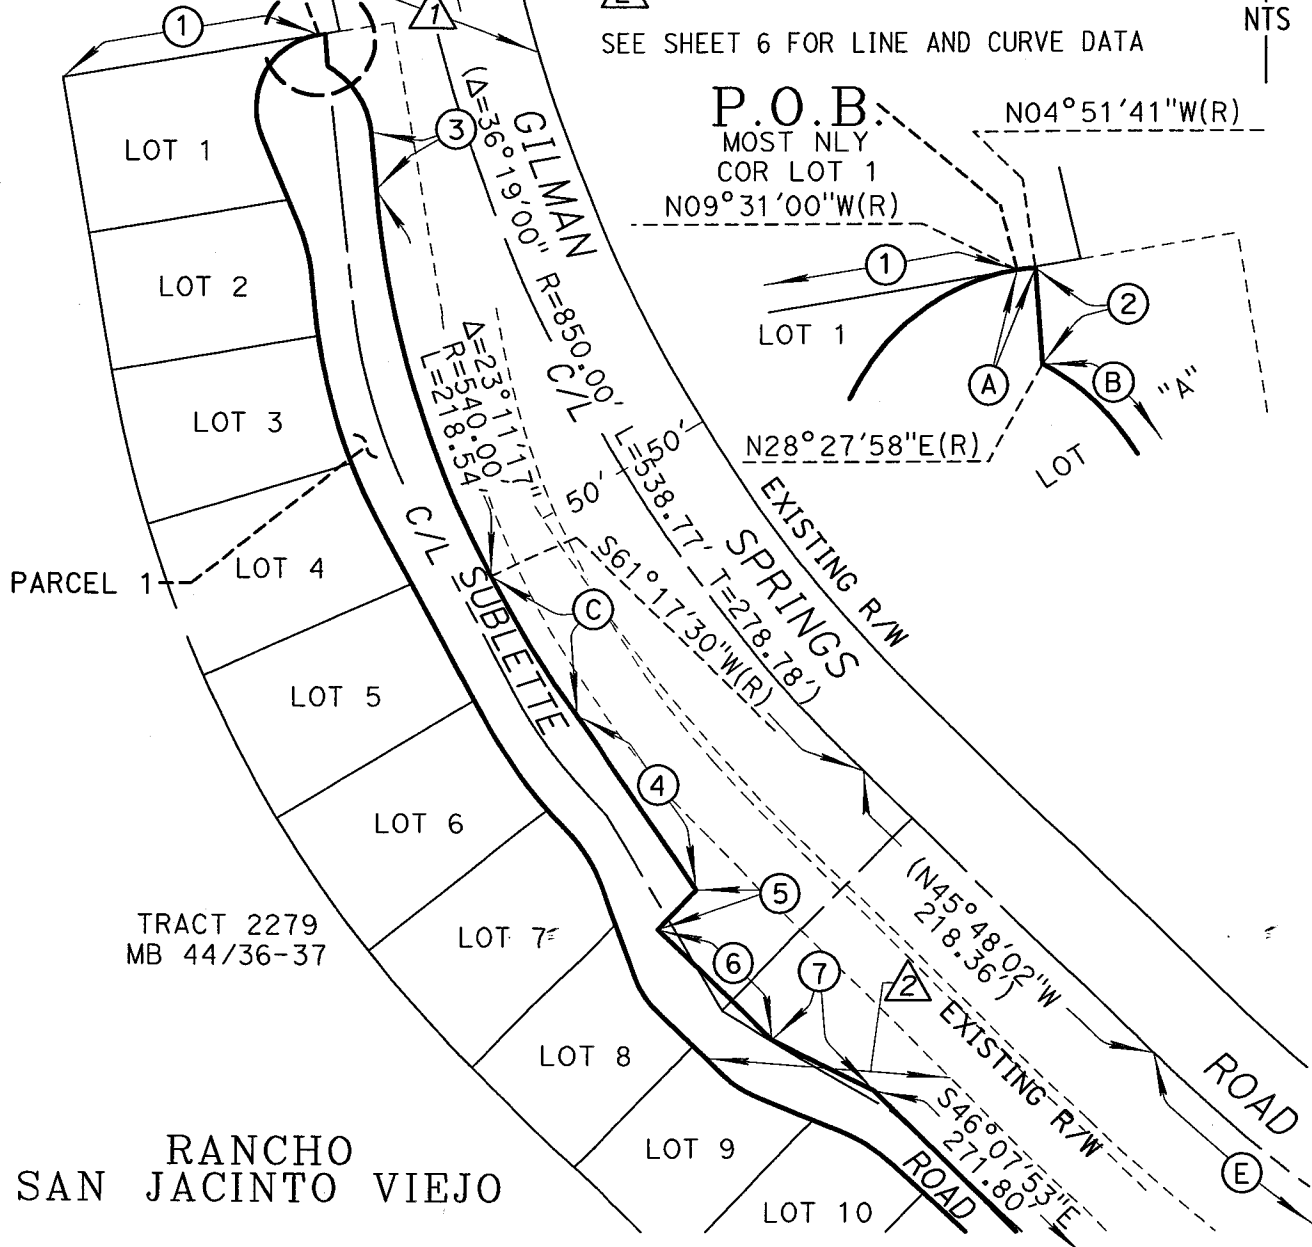 1
1
2
SEE SHEET 6 FOR LINE AND CURVE DATA
NTS
P.O.B.
MOST NLY
COR LOT 1
N09°31'00"W(R)
N04°51'41"W(R)
1
2
LOT 1
A
B
"A"
LOT
N28°27'58"E(R)
3
LOT 1
LOT 2
LOT 3
LOT 4
PARCEL 1
LOT 5
LOT 6
LOT 7
LOT 8
LOT 9
LOT 10
GILMAN
(Δ=36°19'00" R=850.00' L=538.77' T=278.78')
C/L
SPRINGS
ROAD
Δ=23°11'17"
R=540.00'
L=218.54'
50'
50'
EXISTING R/W
C/L SUBLETTE
ROAD
S61°17'30"W(R)
C
4
5
6
7
2
(N45°48'02"W
218.36')
EXISTING R/W
S46°07'53"E
271.80'
E
TRACT 2279
MB 44/36-37
RANCHO
SAN JACINTO VIEJO